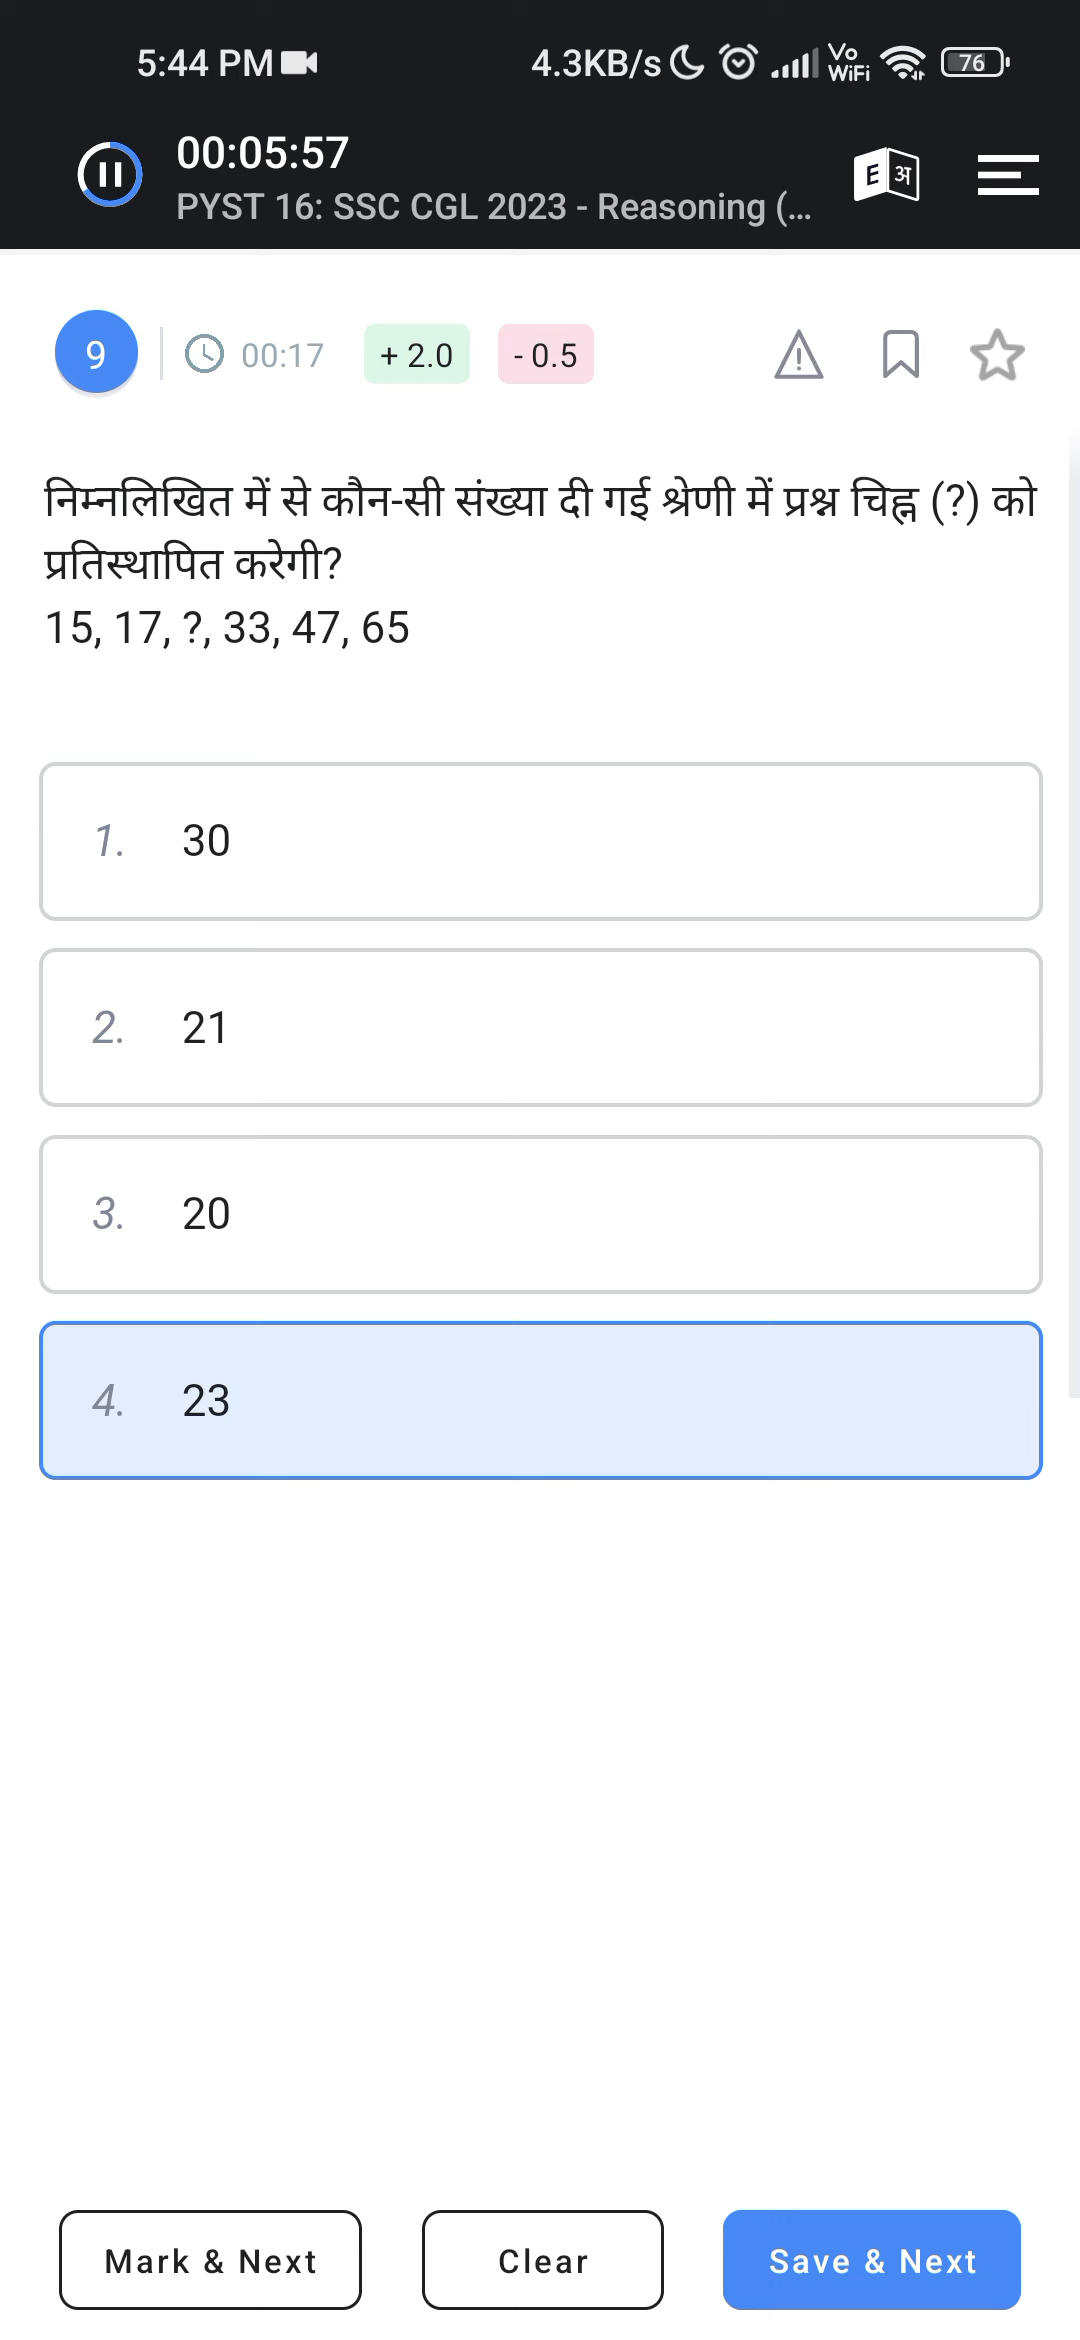 5:44 PM 4.3KB/s Vo WiFi 76
00:05:57
PYST 16: SSC CGL 2023 - Reasoning (...
E अ
9 00:17 + 2.0 - 0.5
निम्नलिखित में से कौन-सी संख्या दी गई श्रेणी में प्रश्न चिह्न (?) को
प्रतिस्थापित करेगी?
15, 17, ?, 33, 47, 65
1. 30
2. 21
3. 20
4. 23
Mark & Next Clear Save & Next